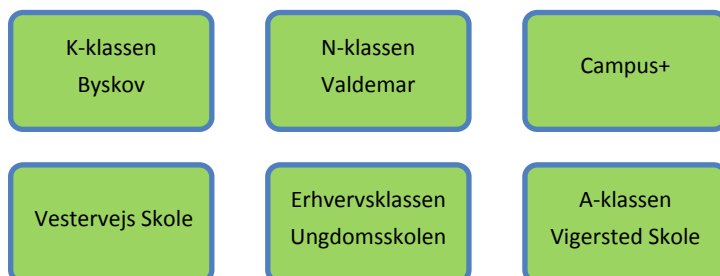 K-klassen
Byskov
N-klassen
Valdemar
Campus+
Vestervejs Skole
Erhvervsklassen
Ungdomsskolen
A-klassen
Vigersted Skole